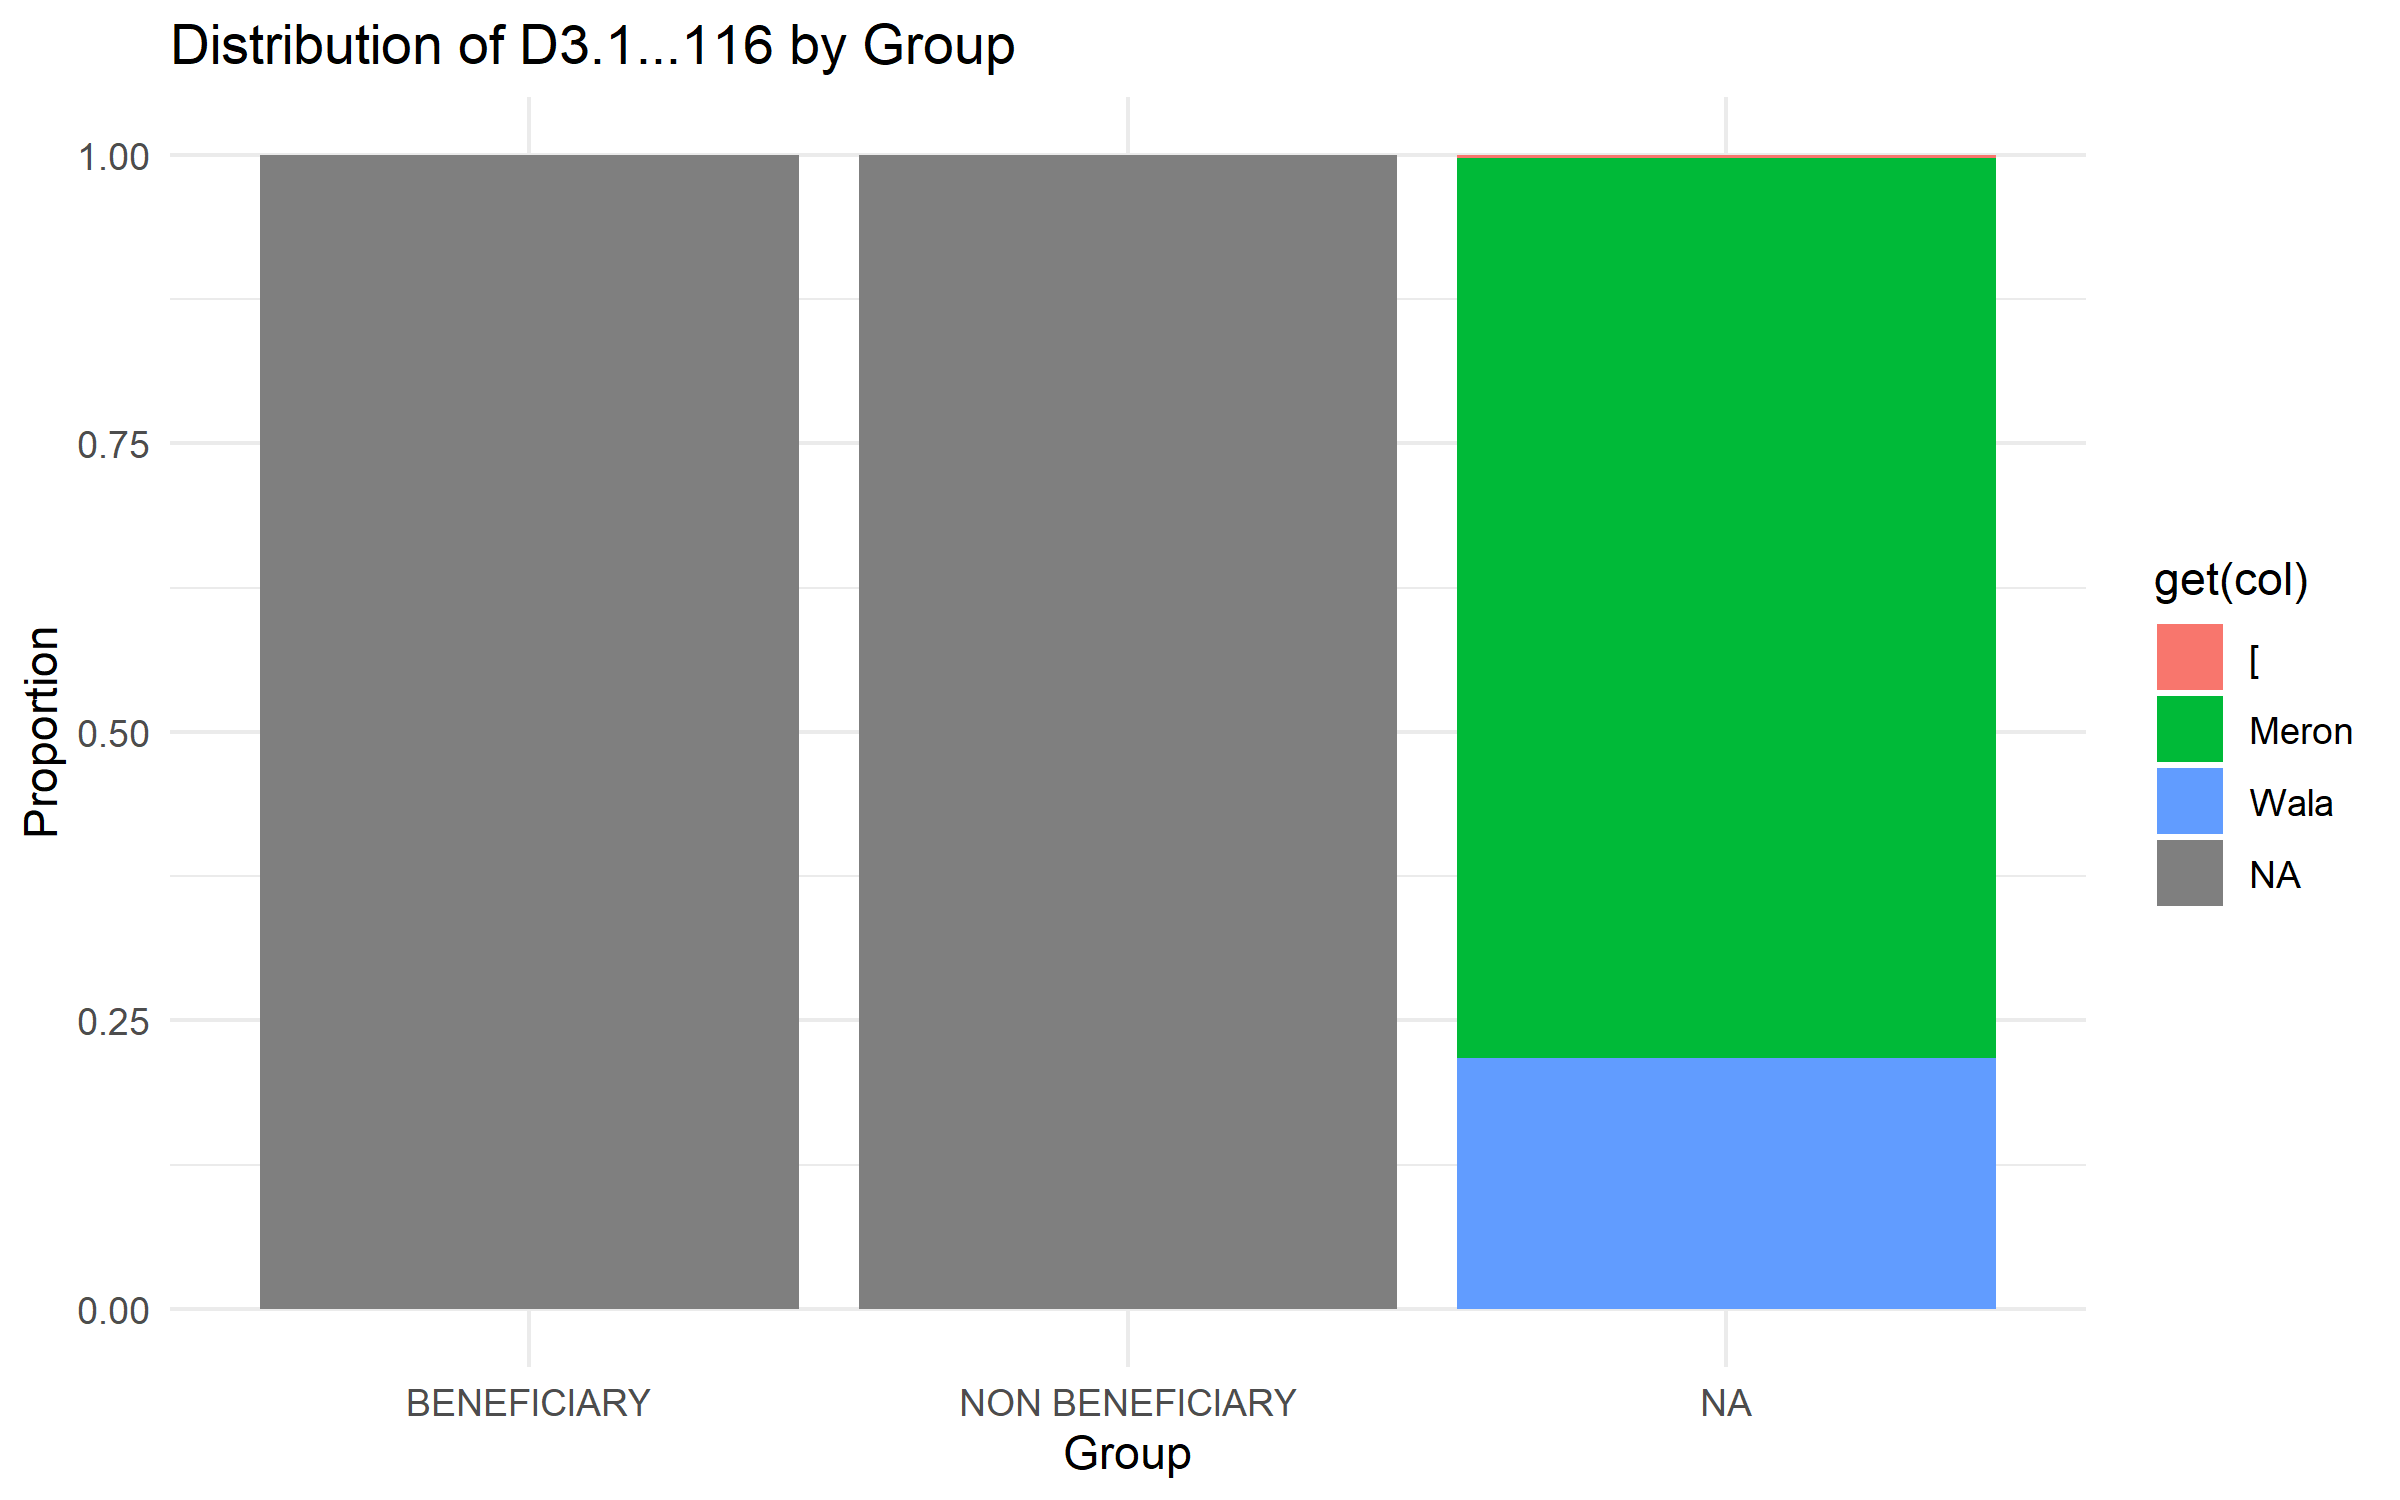 Distribution of D3.1...116 by Group
1.00
0.75
0.50
0.25
0.00
Proportion
BENEFICIARY
NON BENEFICIARY
NA
Group
get(col)
[
Meron
Wala
NA